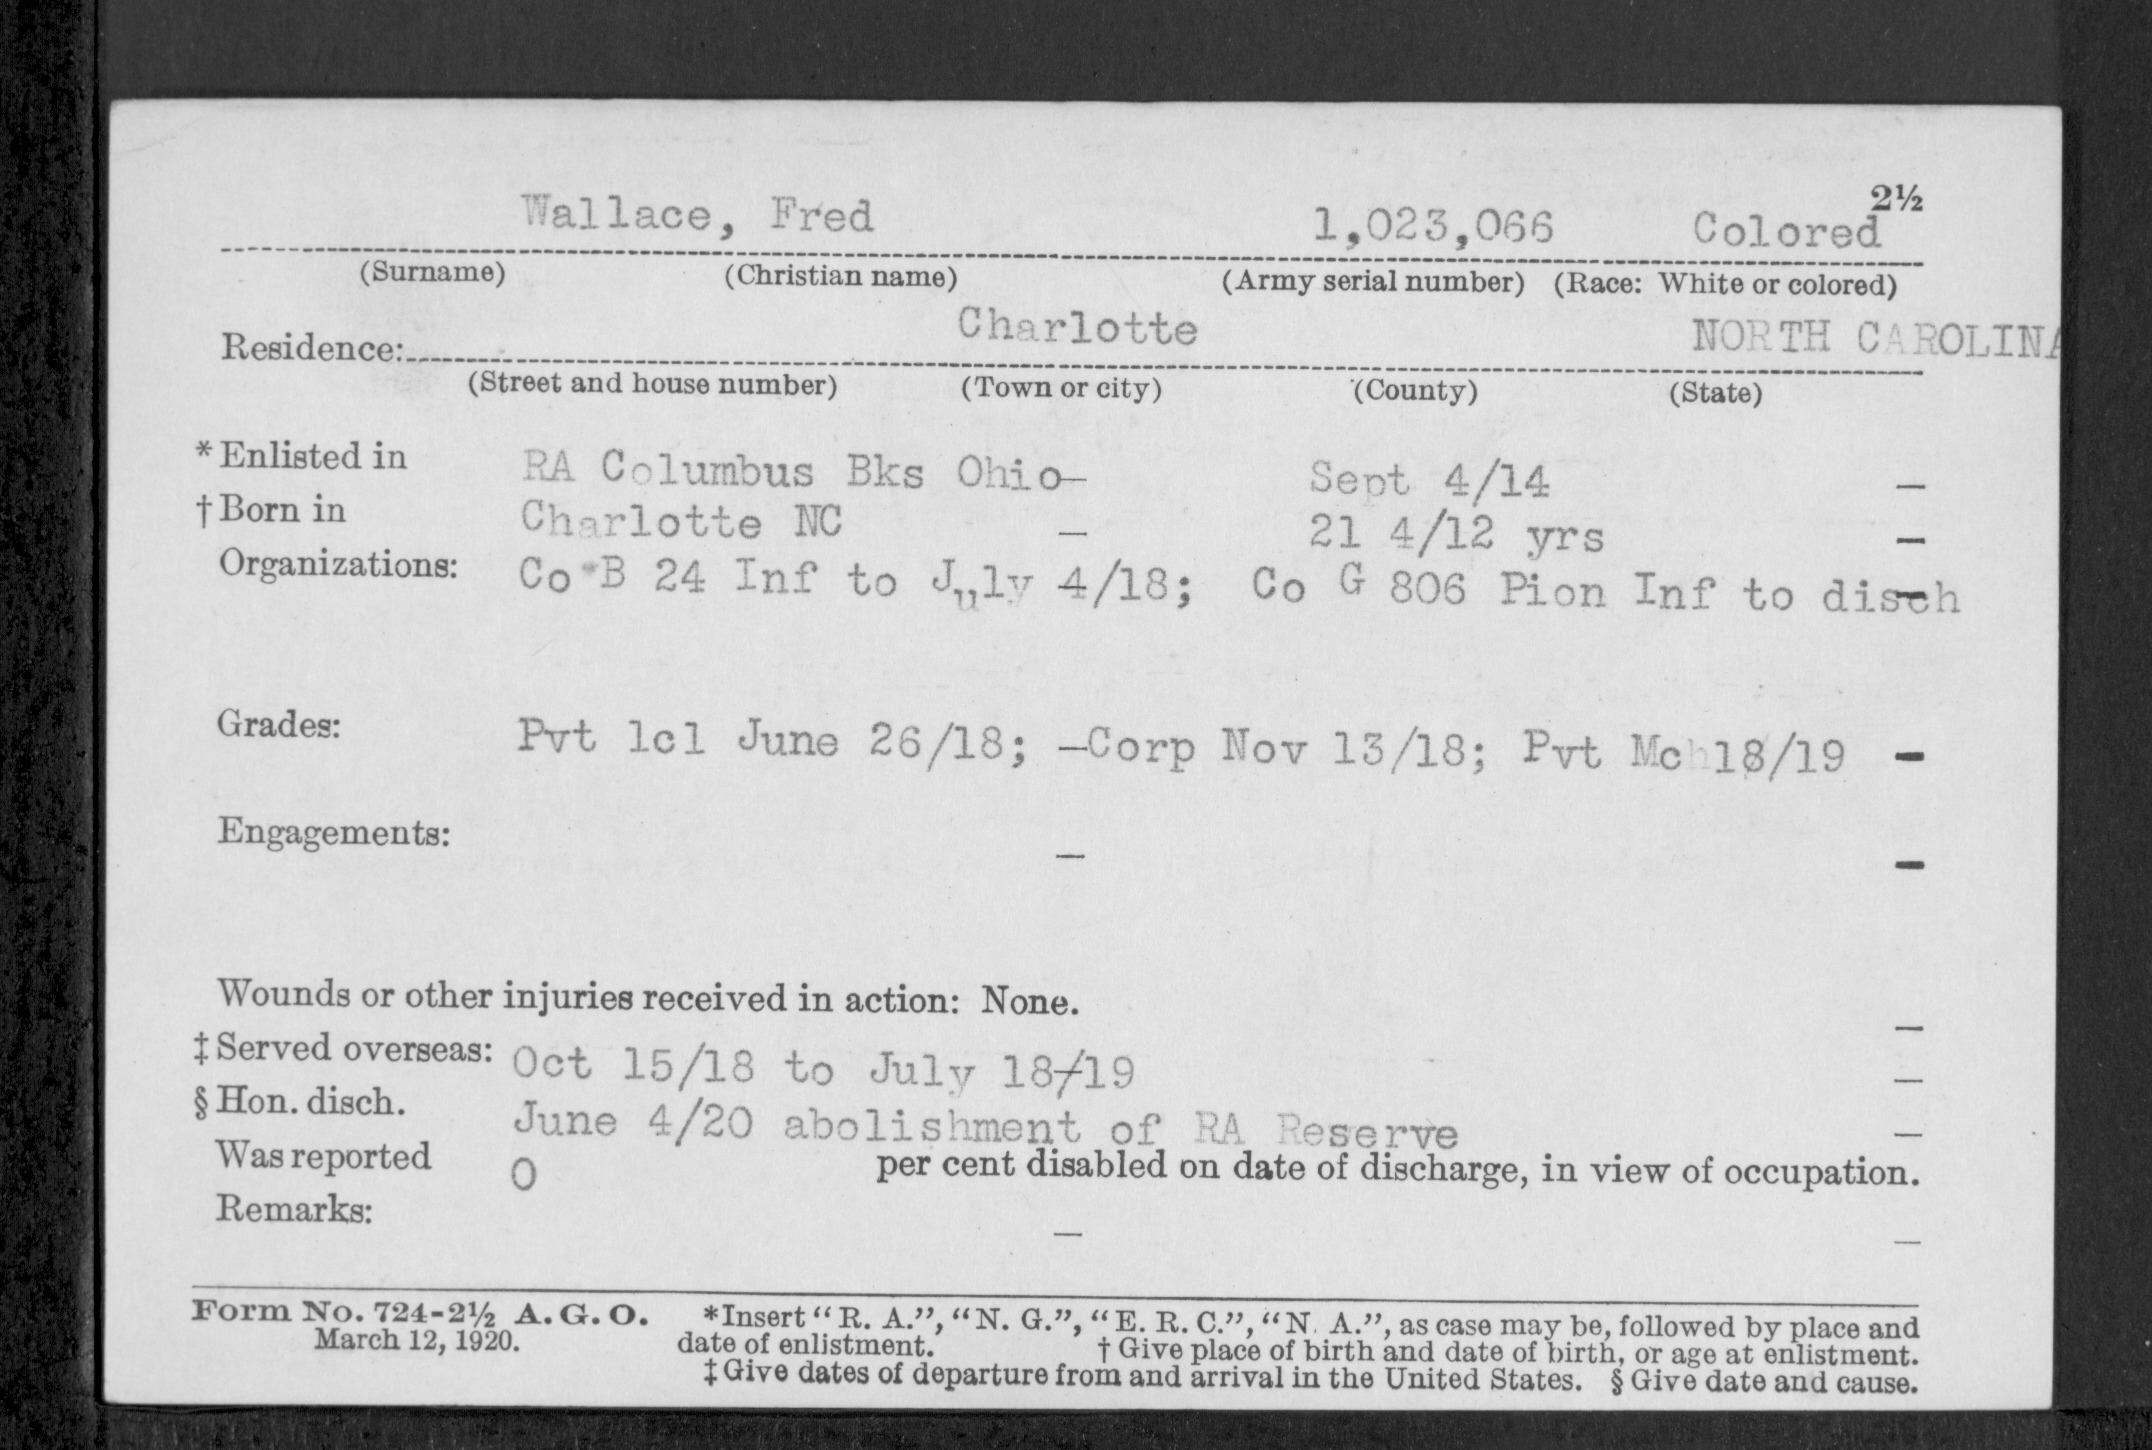 2½
Wallace, Fred 1,023,066 Colored
(Surname) (Christian name) (Army serial number) (Race: White or colored)
Residence: Charlotte NORTH CAROLINA
(Street and house number) (Town or city) (County) (State)
*Enlisted in RA Columbus Bks Ohio— Sept 4/14 —
†Born in Charlotte NC — 21 4/12 yrs —
Organizations: Co B 24 Inf to July 4/18; Co G 806 Pion Inf to disch
Grades: Pvt 1cl June 26/18; —Corp Nov 13/18; Pvt Mch 18/19 —
Engagements: — —
Wounds or other injuries received in action: None. —
‡Served overseas: Oct 15/18 to July 18/19 —
§Hon. disch. June 4/20 abolishment of RA Reserve —
Was reported 0 per cent disabled on date of discharge, in view of occupation.
Remarks: — —
Form No. 724-2½ A. G. O. *Insert "R. A.", "N. G.", "E. R. C.", "N. A.", as case may be, followed by place and
March 12, 1920. date of enlistment. †Give place of birth and date of birth, or age at enlistment.
‡Give dates of departure from and arrival in the United States. §Give date and cause.